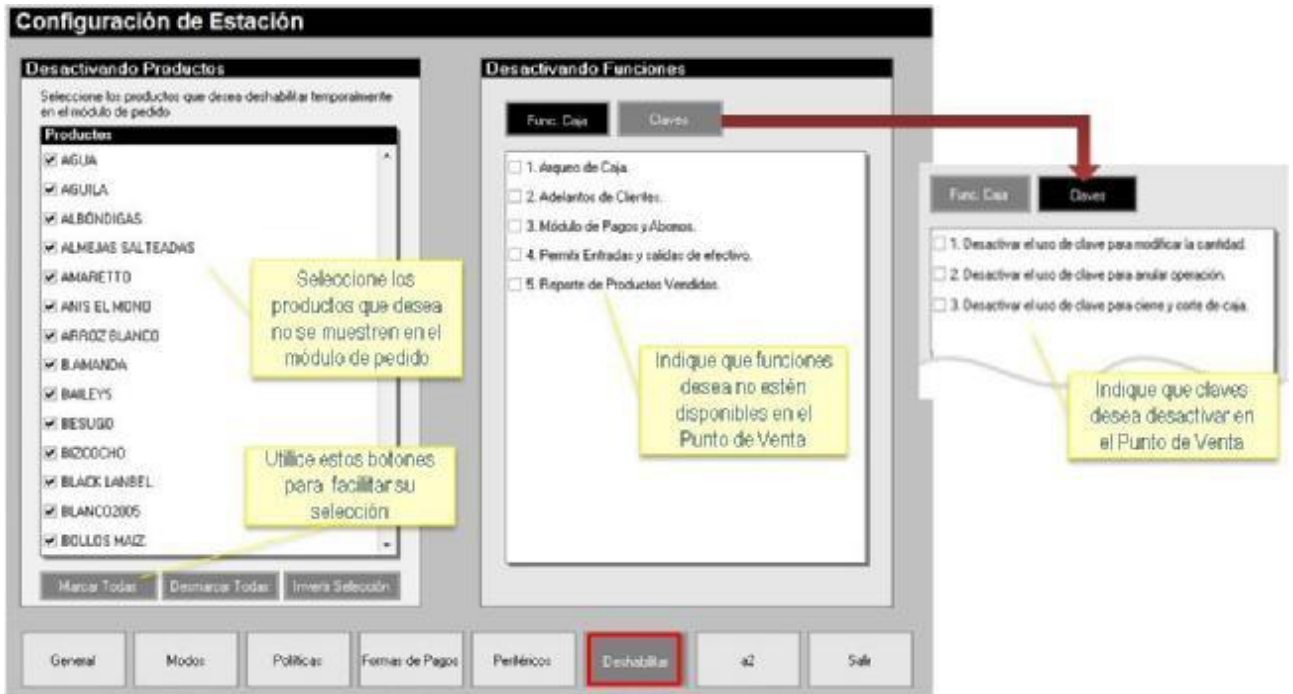 Configuración de Estación
Desactivando Productos
Seleccione los productos que desea deshabilitar temporalmente
en el módulo de pedido
Productos
AGUA
AGUILA
ALBÓNDIGAS
ALMEJAS SALTEADAS
AMARETTO
ANIS EL MONO
ARROZ BLANCO
B.AMANDA
BAILEYS
BESUGO
BIZCOCHO
BLACK LANBEL
BLANCO2005
BOLLOS MAIZ
Marcar Todas
Desmarcar Todas
Invertir Selección
Seleccione los
productos que desea
no se muestren en el
módulo de pedido
Utilice estos botones
para facilitar su
selección
Desactivando Funciones
Func. Caja
Claves
1. Arqueo de Caja.
2. Adelantos de Clientes.
3. Módulo de Pagos y Abonos.
4. Permitir Entradas y salidas de efectivo.
5. Reporte de Productos Vendidos.
Indique que funciones
desea no estén
disponibles en el
Punto de Venta
Func. Caja
Claves
1. Desactivar el uso de clave para modificar la cantidad.
2. Desactivar el uso de clave para anular operación.
3. Desactivar el uso de clave para cierre y corte de caja.
Indique que claves
desea desactivar en
el Punto de Venta
General
Modos
Políticas
Formas de Pagos
Periféricos
Deshabilitar
a2
Salir